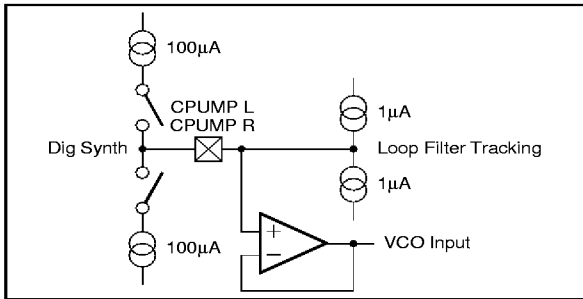 100µA
CPUMP L
CPUMP R
1µA
Dig Synth
Loop Filter Tracking
1µA
100µA
+
−
VCO Input